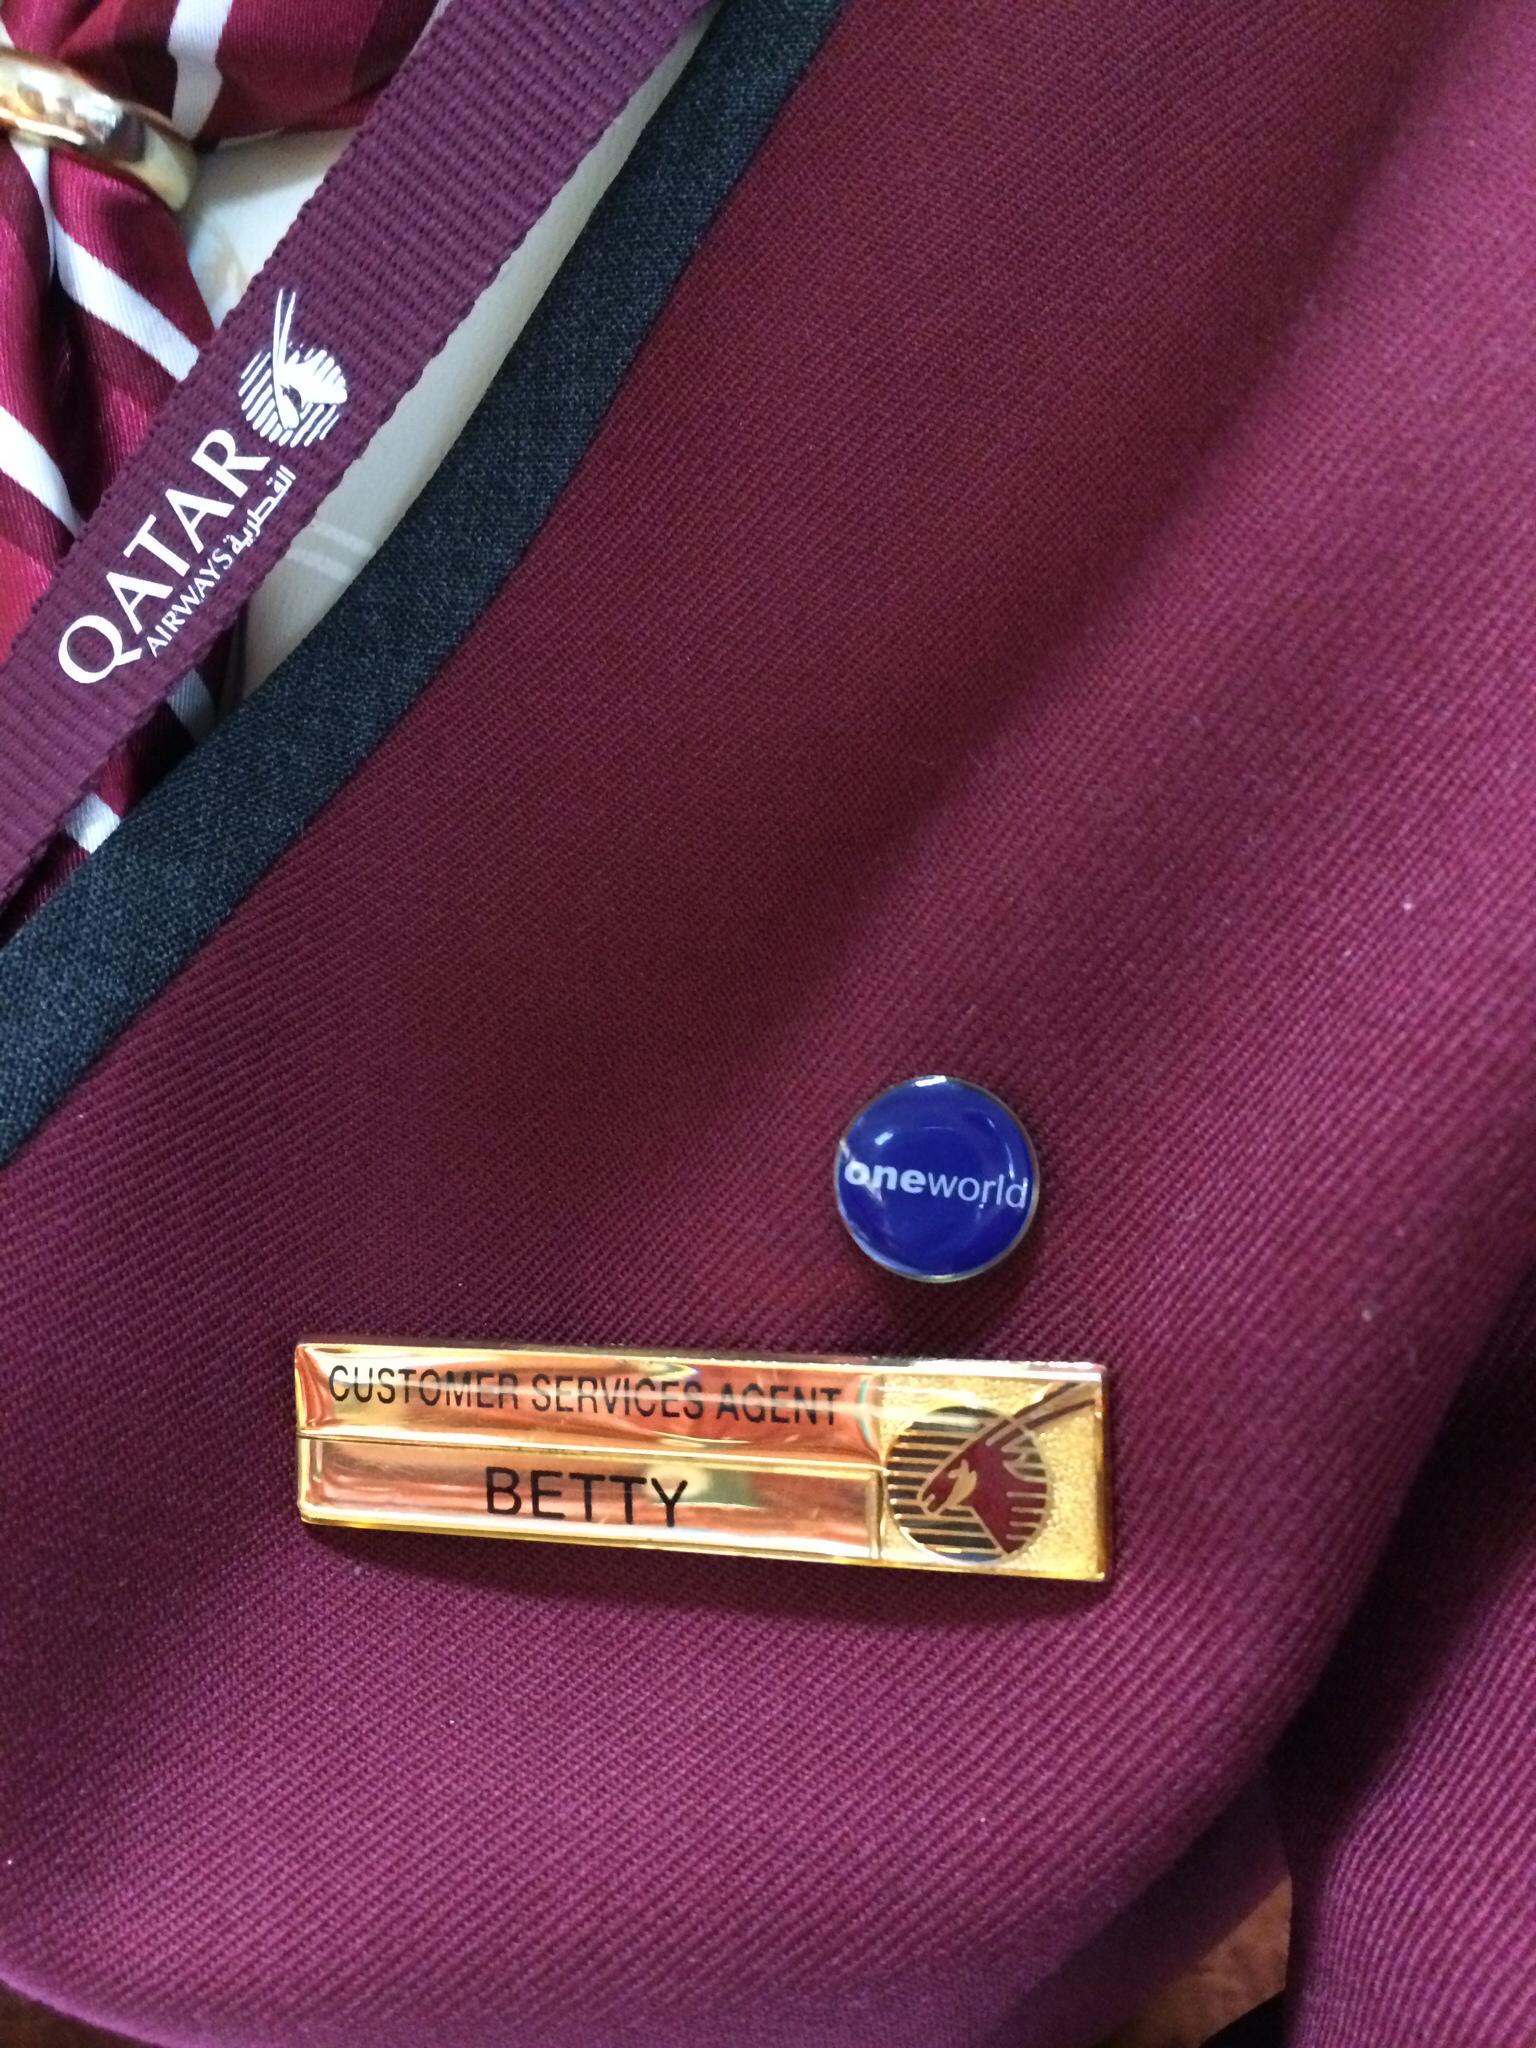 QATAR
AIRWAYS القطرية
oneworld
CUSTOMER SERVICES AGENT
BETTY